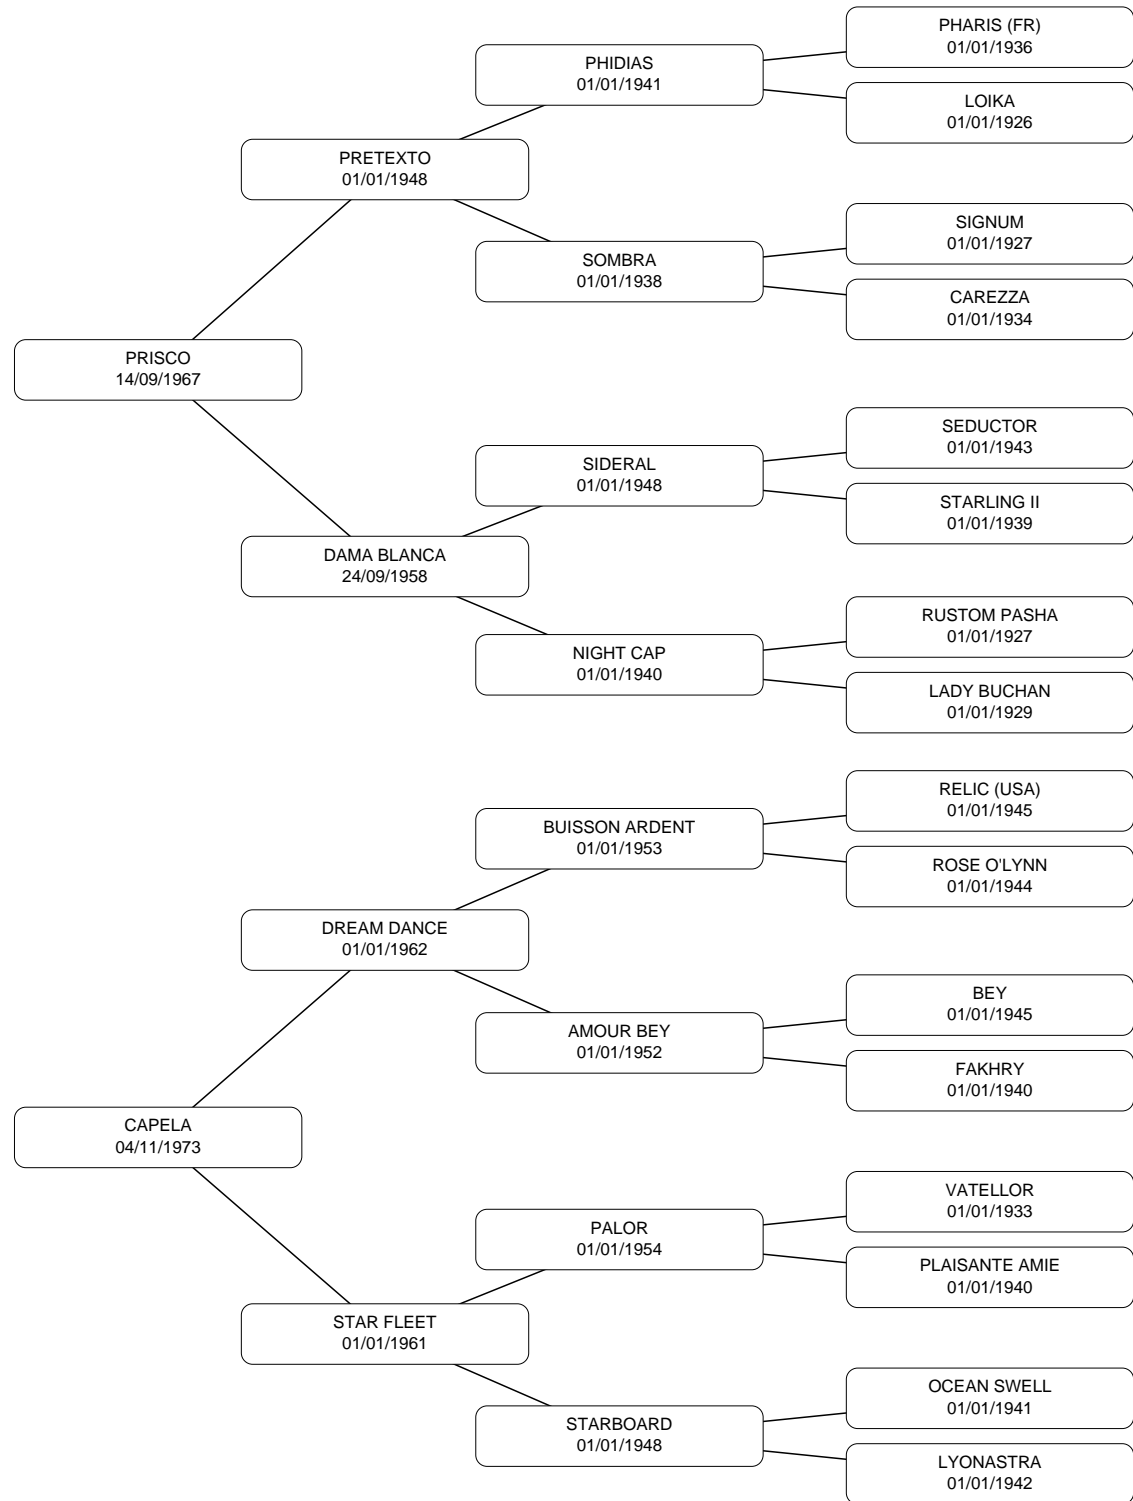 PHARIS (FR)
01/01/1936
PHIDIAS
01/01/1941
LOIKA
01/01/1926
PRETEXTO
01/01/1948
SIGNUM
01/01/1927
SOMBRA
01/01/1938
CAREZZA
01/01/1934
PRISCO
14/09/1967
SEDUCTOR
01/01/1943
SIDERAL
01/01/1948
STARLING II
01/01/1939
DAMA BLANCA
24/09/1958
RUSTOM PASHA
01/01/1927
NIGHT CAP
01/01/1940
LADY BUCHAN
01/01/1929
RELIC (USA)
01/01/1945
BUISSON ARDENT
01/01/1953
ROSE O'LYNN
01/01/1944
DREAM DANCE
01/01/1962
BEY
01/01/1945
AMOUR BEY
01/01/1952
FAKHRY
01/01/1940
CAPELA
04/11/1973
VATELLOR
01/01/1933
PALOR
01/01/1954
PLAISANTE AMIE
01/01/1940
STAR FLEET
01/01/1961
OCEAN SWELL
01/01/1941
STARBOARD
01/01/1948
LYONASTRA
01/01/1942